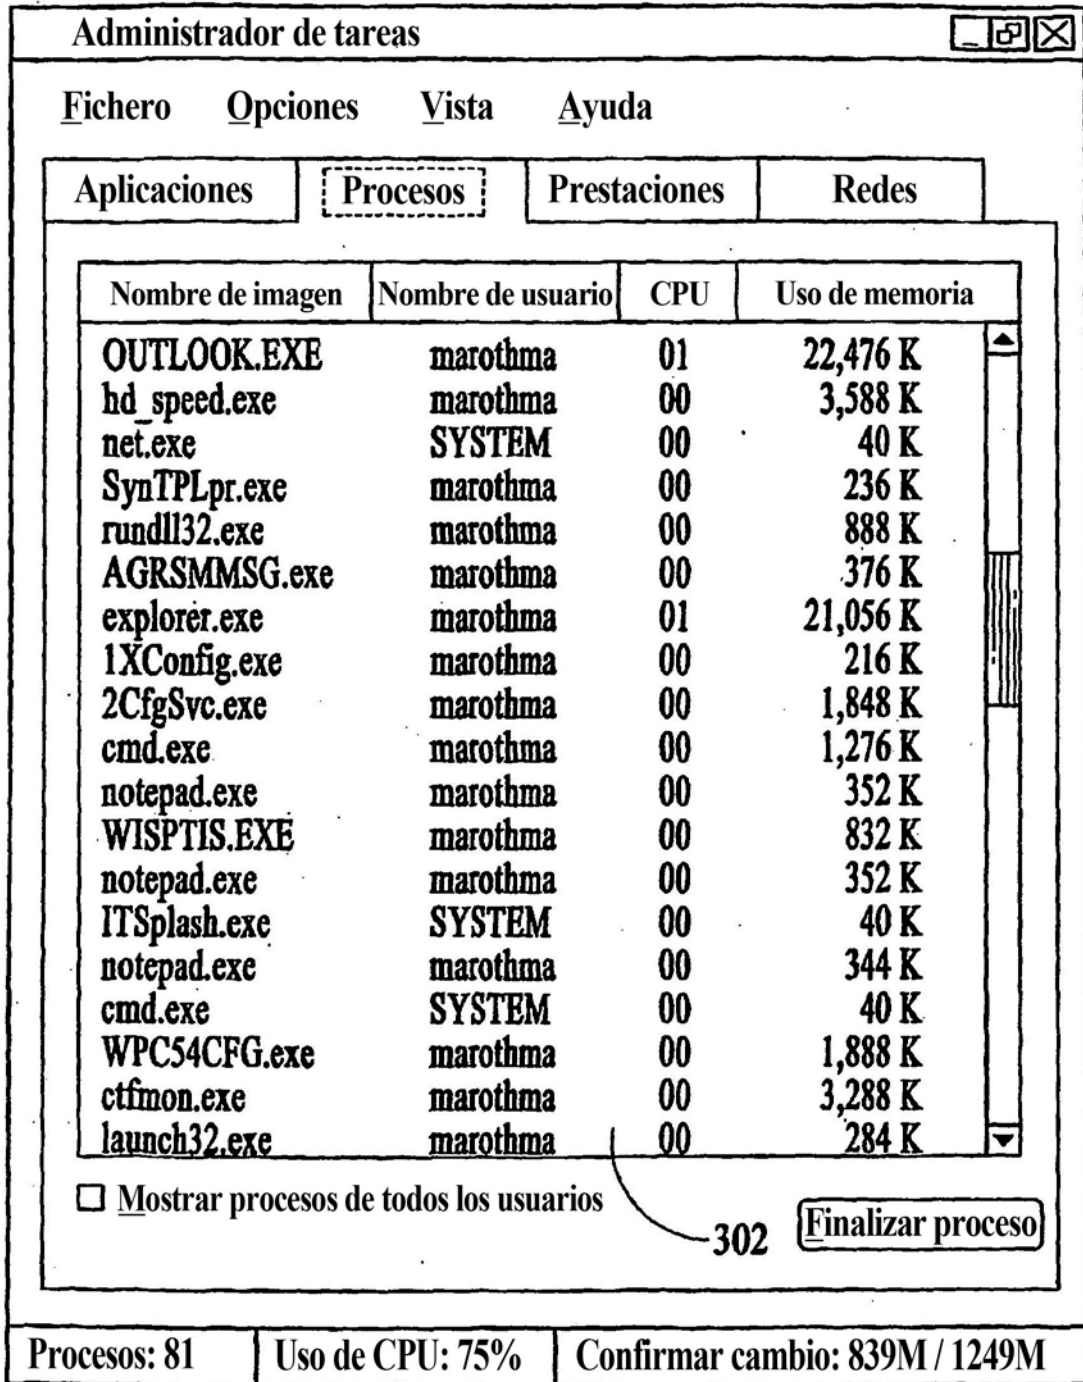 Administrador de tareas
Fichero Opciones Vista Ayuda
Aplicaciones Procesos Prestaciones Redes
Nombre de imagen Nombre de usuario CPU Uso de memoria
OUTLOOK.EXE marothma 01 22,476 K
hd_speed.exe marothma 00 3,588 K
net.exe SYSTEM 00 40 K
SynTPLpr.exe marothma 00 236 K
rundll32.exe marothma 00 888 K
AGRSMMSG.exe marothma 00 376 K
explorer.exe marothma 01 21,056 K
1XConfig.exe marothma 00 216 K
2CfgSvc.exe marothma 00 1,848 K
cmd.exe marothma 00 1,276 K
notepad.exe marothma 00 352 K
WISPTIS.EXE marothma 00 832 K
notepad.exe marothma 00 352 K
ITSplash.exe SYSTEM 00 40 K
notepad.exe marothma 00 344 K
cmd.exe SYSTEM 00 40 K
WPC54CFG.exe marothma 00 1,888 K
ctfmon.exe marothma 00 3,288 K
launch32.exe marothma 00 284 K
Mostrar procesos de todos los usuarios
302
Finalizar proceso
Procesos: 81 Uso de CPU: 75% Confirmar cambio: 839M / 1249M